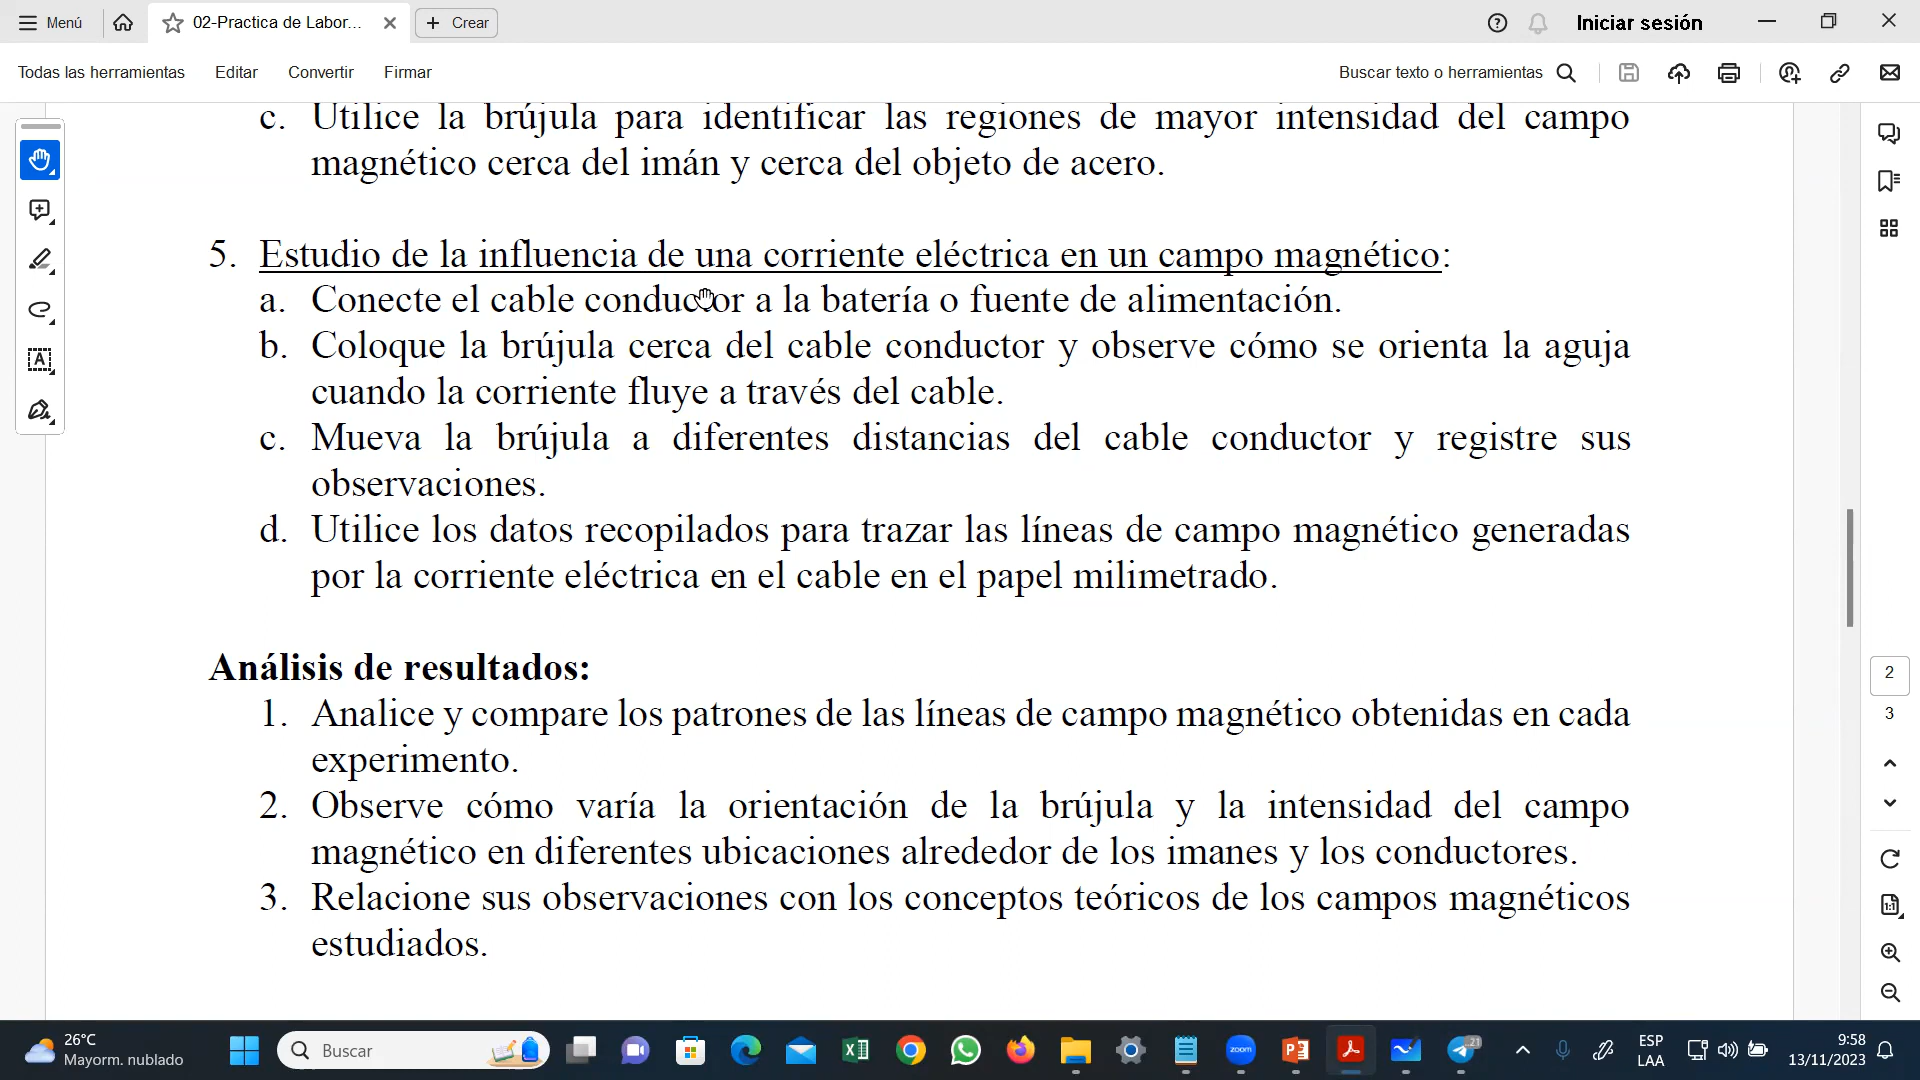 Menú
02-Practica de Labor...
Crear
Iniciar sesión
Todas las herramientas
Editar
Convertir
Firmar
Buscar texto o herramientas
c. Utilice la brújula para identificar las regiones de mayor intensidad del campo
magnético cerca del imán y cerca del objeto de acero.
5. Estudio de la influencia de una corriente eléctrica en un campo magnético:
a. Conecte el cable conductor a la batería o fuente de alimentación.
b. Coloque la brújula cerca del cable conductor y observe cómo se orienta la aguja
cuando la corriente fluye a través del cable.
c. Mueva la brújula a diferentes distancias del cable conductor y registre sus
observaciones.
d. Utilice los datos recopilados para trazar las líneas de campo magnético generadas
por la corriente eléctrica en el cable en el papel milimetrado.
Análisis de resultados:
1. Analice y compare los patrones de las líneas de campo magnético obtenidas en cada
experimento.
2. Observe cómo varía la orientación de la brújula y la intensidad del campo
magnético en diferentes ubicaciones alrededor de los imanes y los conductores.
3. Relacione sus observaciones con los conceptos teóricos de los campos magnéticos
estudiados.
2
3
26°C
Mayorm. nublado
Buscar
zoom
21
ESP
LAA
9:58
13/11/2023